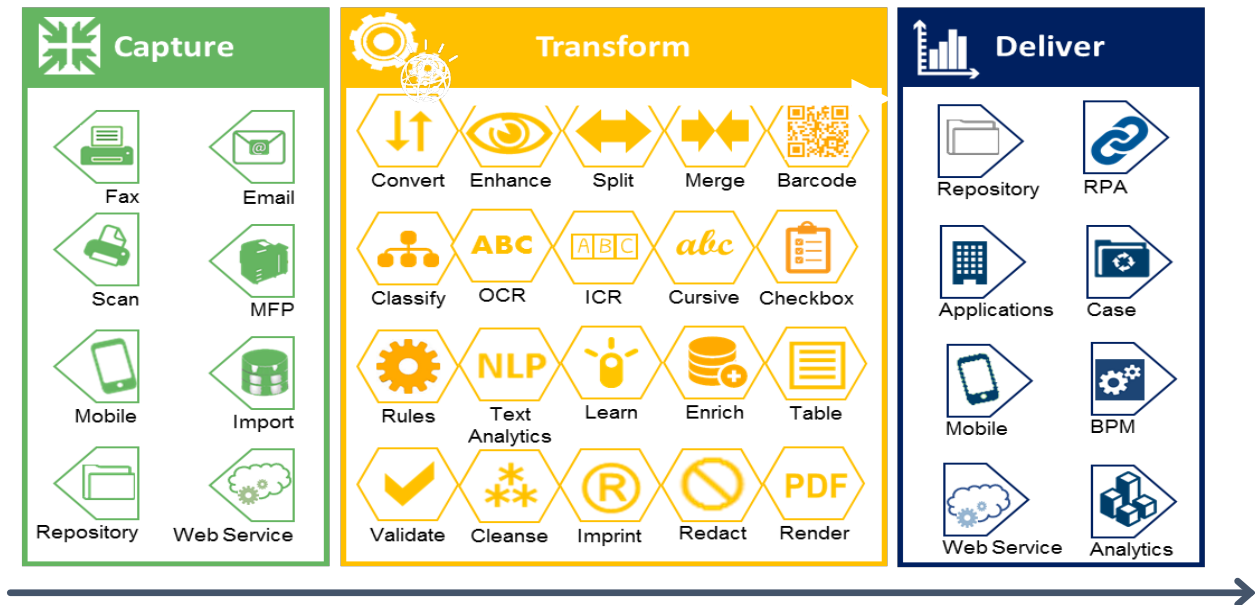 Capture
Transform
Deliver
Fax
Email
Scan
MFP
Mobile
Import
Repository
Web Service
Convert
Enhance
Split
Merge
Barcode
ABC
ABC
abc
Classify
OCR
ICR
Cursive
Checkbox
NLP
Rules
Text
Analytics
Learn
Enrich
Table
R
PDF
Validate
Cleanse
Imprint
Redact
Render
Repository
RPA
Applications
Case
Mobile
BPM
Web Service
Analytics